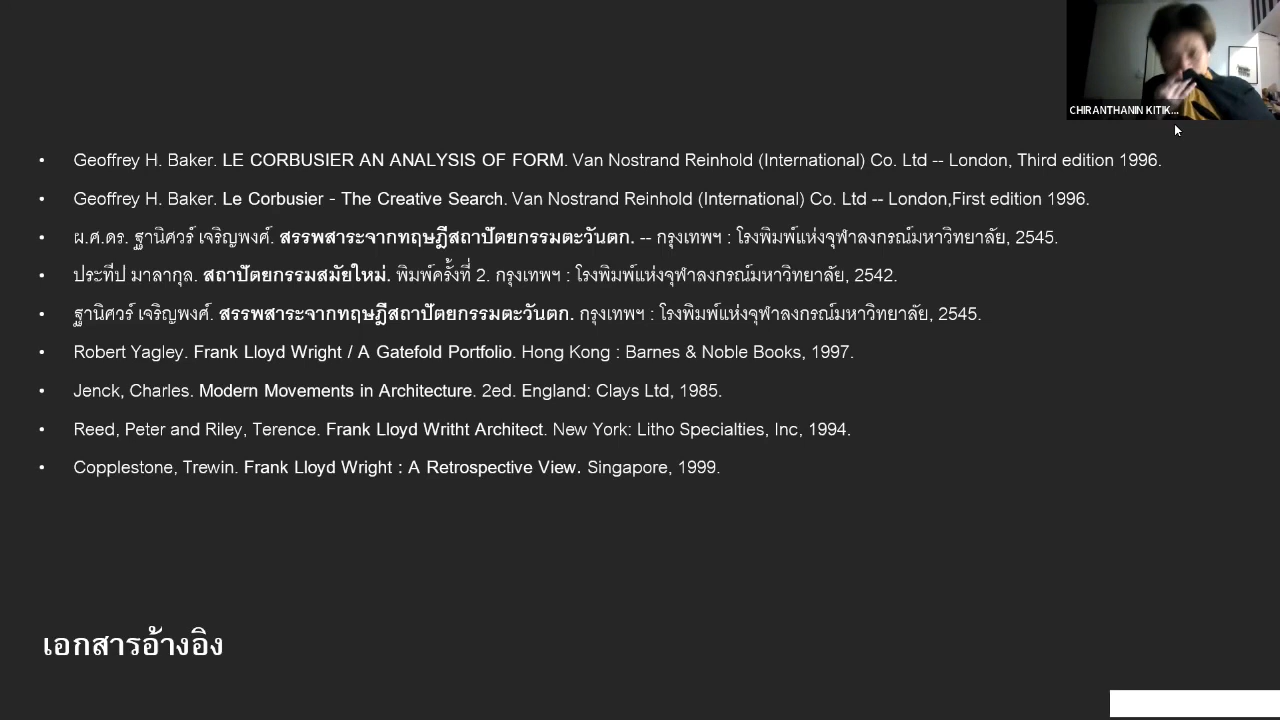 CHIRANTHANIN KITIK...
• Geoffrey H. Baker. LE CORBUSIER AN ANALYSIS OF FORM. Van Nostrand Reinhold (International) Co. Ltd -- London, Third edition 1996.
• Geoffrey H. Baker. Le Corbusier - The Creative Search. Van Nostrand Reinhold (International) Co. Ltd -- London,First edition 1996.
• ผ.ศ.ดร. ฐานิศวร์ เจริญพงศ์. สรรพสาระจากทฤษฎีสถาปัตยกรรมตะวันตก. -- กรุงเทพฯ : โรงพิมพ์แห่งจุฬาลงกรณ์มหาวิทยาลัย, 2545.
• ประทีป มาลากุล. สถาปัตยกรรมสมัยใหม่. พิมพ์ครั้งที่ 2. กรุงเทพฯ : โรงพิมพ์แห่งจุฬาลงกรณ์มหาวิทยาลัย, 2542.
• ฐานิศวร์ เจริญพงศ์. สรรพสาระจากทฤษฎีสถาปัตยกรรมตะวันตก. กรุงเทพฯ : โรงพิมพ์แห่งจุฬาลงกรณ์มหาวิทยาลัย, 2545.
• Robert Yagley. Frank Lloyd Wright / A Gatefold Portfolio. Hong Kong : Barnes & Noble Books, 1997.
• Jenck, Charles. Modern Movements in Architecture. 2ed. England: Clays Ltd, 1985.
• Reed, Peter and Riley, Terence. Frank Lloyd Writht Architect. New York: Litho Specialties, Inc, 1994.
• Copplestone, Trewin. Frank Lloyd Wright : A Retrospective View. Singapore, 1999.
เอกสารอ้างอิง